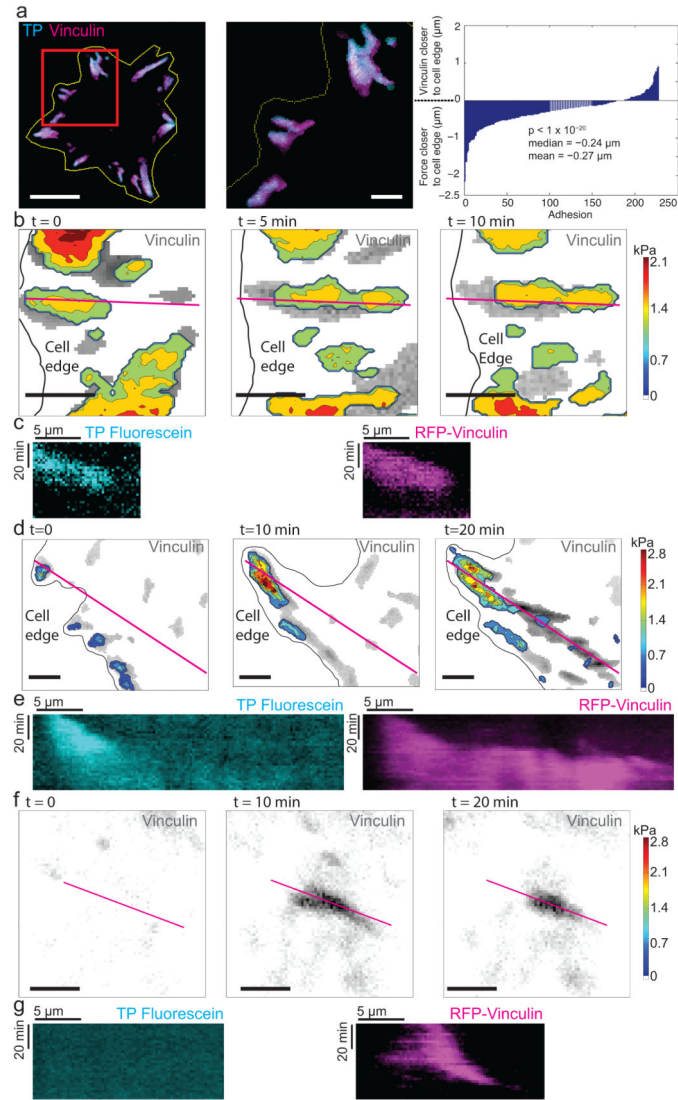 a
TP Vinculin
Vinculin closer
to cell edge (µm)
Force closer
to cell edge (µm)
2
1
0
−1
−2
−2.5
p < 1 x 10⁻²⁰
median = −0.24 µm
mean = −0.27 µm
0 50 100 150 200 250
Adhesion
b t = 0 t = 5 min t = 10 min
Vinculin Vinculin Vinculin
kPa
2.1
1.4
0.7
0
Cell
edge
Cell
edge
Cell
Edge
c 5 µm TP Fluorescein 5 µm RFP-Vinculin
20 min 20 min
d t=0 t=10 min t=20 min
Vinculin Vinculin Vinculin
kPa
2.8
2.1
1.4
0.7
0
Cell
edge
Cell
edge
Cell
edge
e 5 µm TP Fluorescein 5 µm RFP-Vinculin
20 min 20 min
f t = 0 t = 10 min t = 20 min
Vinculin Vinculin Vinculin
kPa
2.8
2.1
1.4
0.7
0
g 5 µm TP Fluorescein 5 µm RFP-Vinculin
20 min 20 min